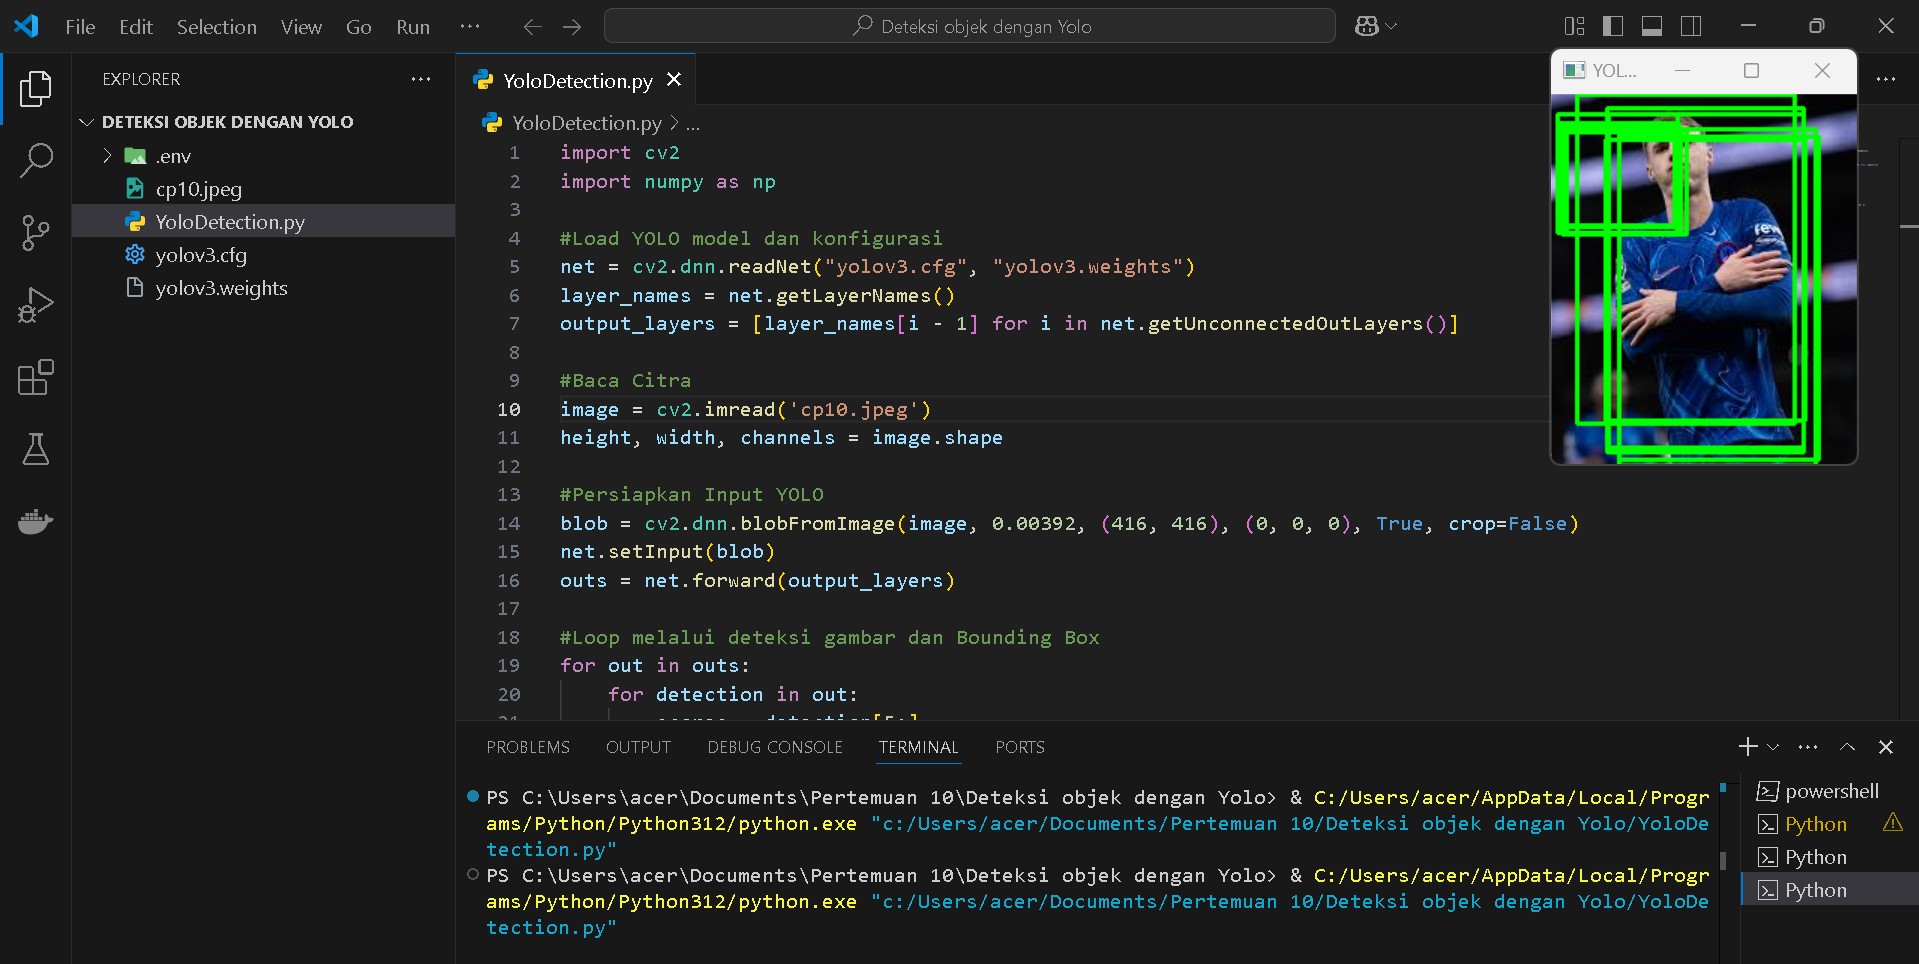 File Edit Selection View Go Run ··· Deteksi objek dengan Yolo
EXPLORER ···
DETEKSI OBJEK DENGAN YOLO
.env
cp10.jpeg
YoloDetection.py
yolov3.cfg
yolov3.weights
YoloDetection.py
YoloDetection.py > ...
1 import cv2
2 import numpy as np
3
4 #Load YOLO model dan konfigurasi
5 net = cv2.dnn.readNet("yolov3.cfg", "yolov3.weights")
6 layer_names = net.getLayerNames()
7 output_layers = [layer_names[i - 1] for i in net.getUnconnectedOutLayers()]
8
9 #Baca Citra
10 image = cv2.imread('cp10.jpeg')
11 height, width, channels = image.shape
12
13 #Persiapkan Input YOLO
14 blob = cv2.dnn.blobFromImage(image, 0.00392, (416, 416), (0, 0, 0), True, crop=False)
15 net.setInput(blob)
16 outs = net.forward(output_layers)
17
18 #Loop melalui deteksi gambar dan Bounding Box
19 for out in outs:
20 for detection in out:
YOL...
PROBLEMS OUTPUT DEBUG CONSOLE TERMINAL PORTS
PS C:\Users\acer\Documents\Pertemuan 10\Deteksi objek dengan Yolo> & C:/Users/acer/AppData/Local/Progr
ams/Python/Python312/python.exe "c:/Users/acer/Documents/Pertemuan 10/Deteksi objek dengan Yolo/YoloDe
tection.py"
PS C:\Users\acer\Documents\Pertemuan 10\Deteksi objek dengan Yolo> & C:/Users/acer/AppData/Local/Progr
ams/Python/Python312/python.exe "c:/Users/acer/Documents/Pertemuan 10/Deteksi objek dengan Yolo/YoloDe
tection.py"
powershell
Python
Python
Python